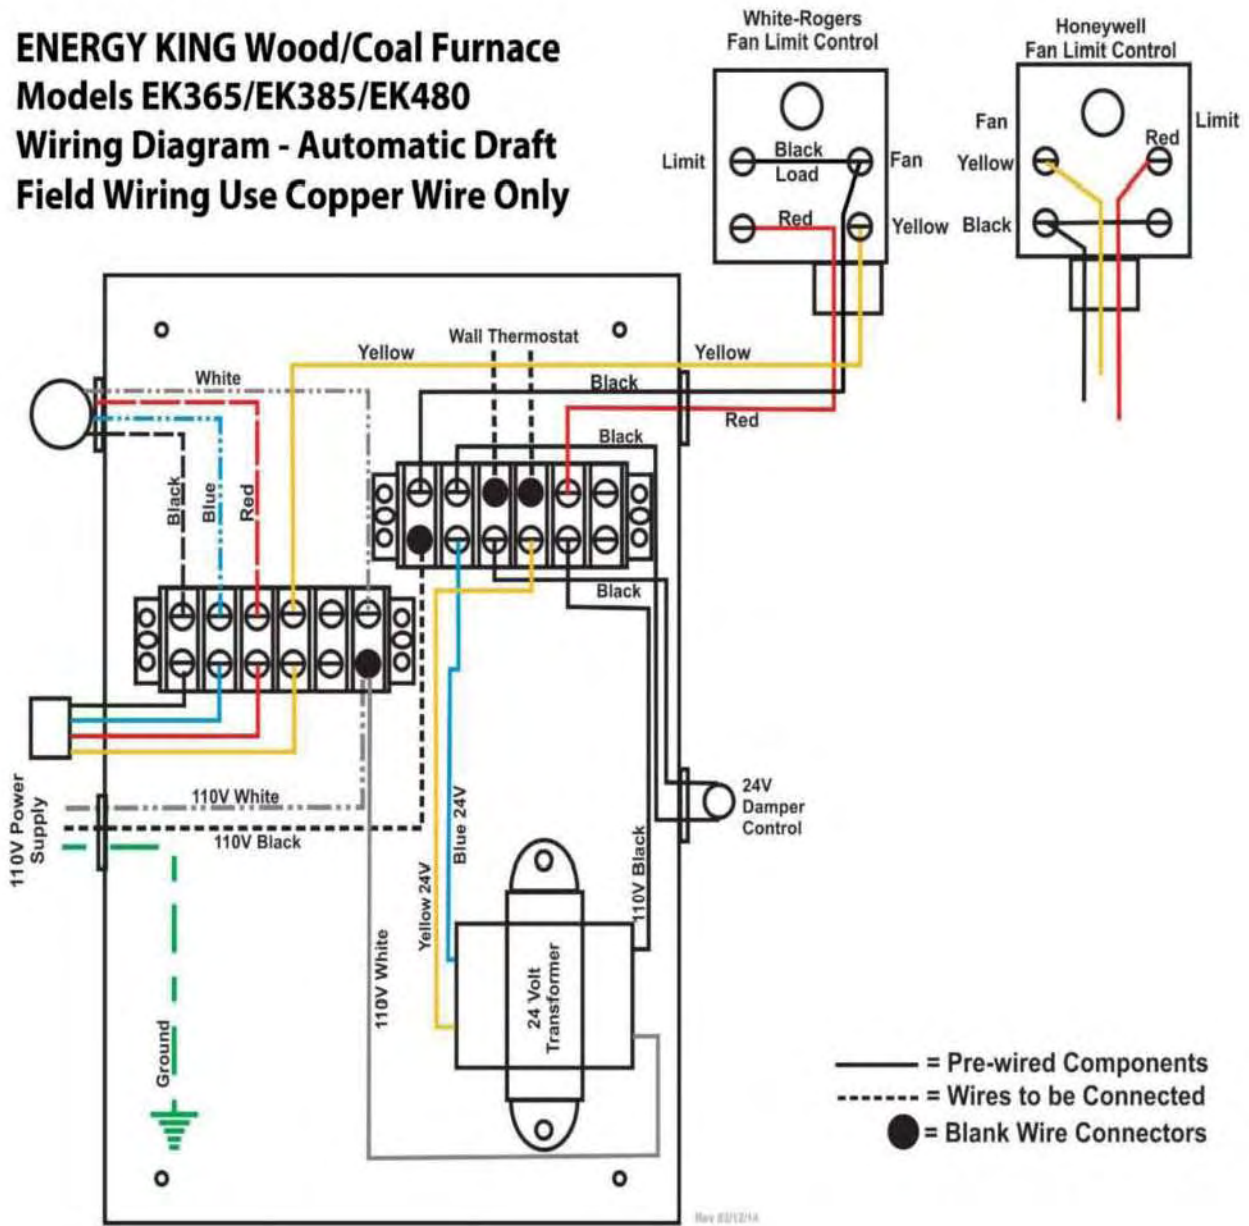 ENERGY KING Wood/Coal Furnace
Models EK365/EK385/EK480
Wiring Diagram - Automatic Draft
Field Wiring Use Copper Wire Only
White-Rogers
Fan Limit Control
Honeywell
Fan Limit Control
Limit
Black
Load
Fan
Red
Yellow
Fan
Limit
Red
Yellow
Black
Wall Thermostat
Yellow
Yellow
White
Black
Red
Black
Black
Blue
Red
Black
110V Power
Supply
110V White
110V Black
Blue 24V
Yellow 24V
110V Black
110V White
24V
Damper
Control
24 Volt
Transformer
Ground
= Pre-wired Components
= Wires to be Connected
= Blank Wire Connectors